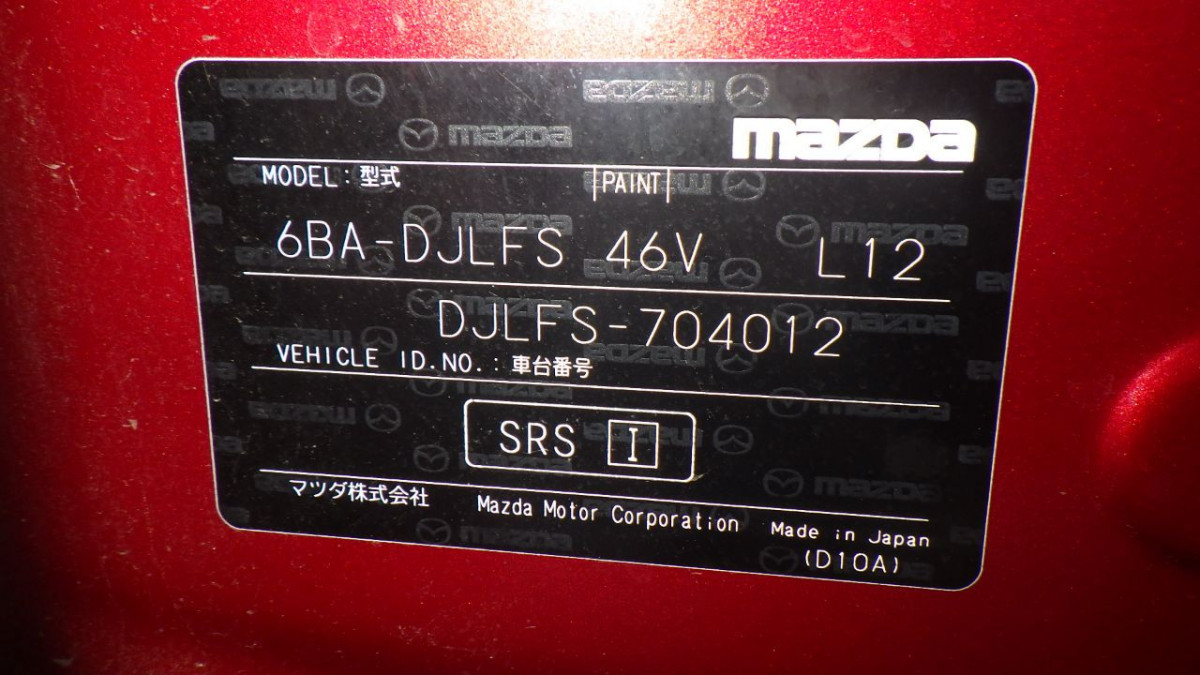 mazda
MODEL：型式 PAINT
6BA-DJLFS 46V L12
DJLFS-704012
VEHICLE ID.NO.：車台番号
SRS I
マツダ株式会社 Mazda Motor Corporation Made in Japan
(D10A)